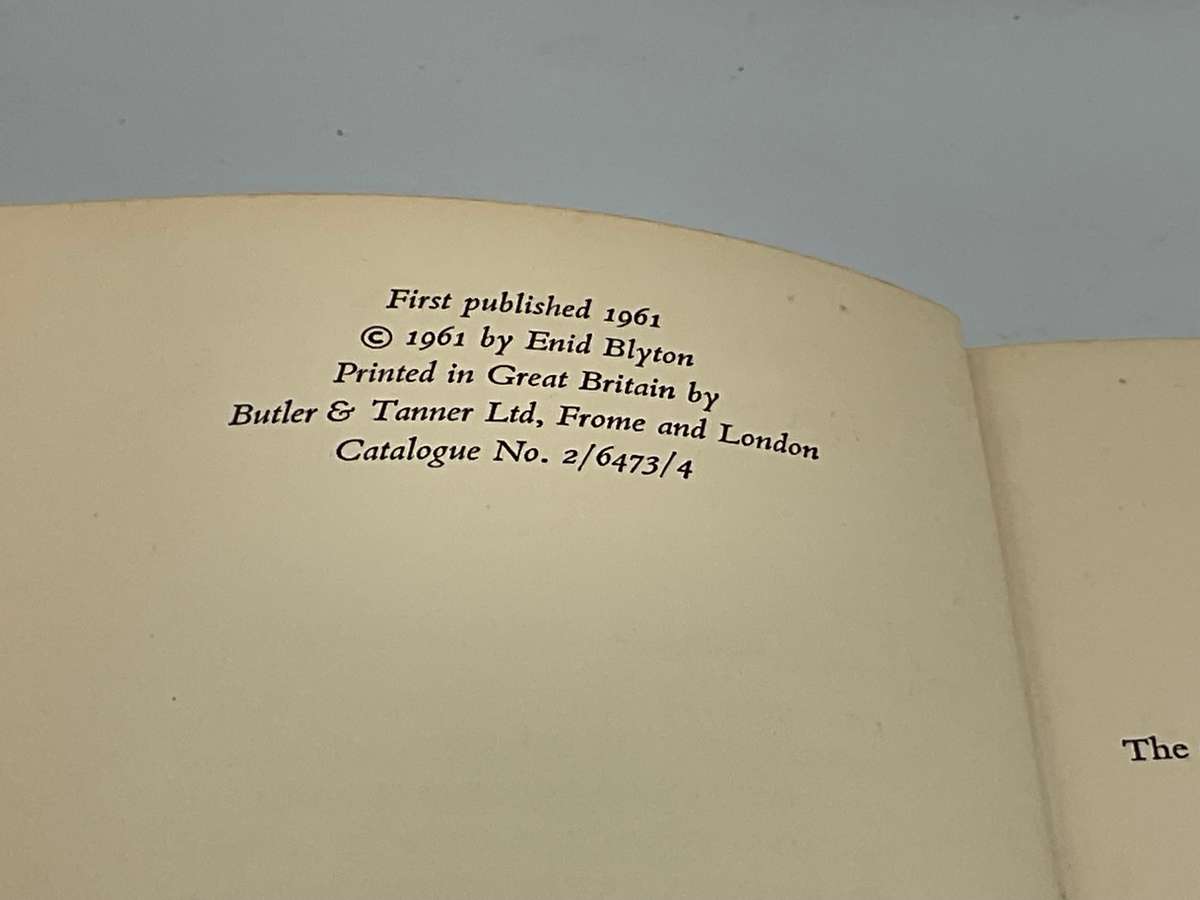 First published 1961
© 1961 by Enid Blyton
Printed in Great Britain by
Butler & Tanner Ltd, Frome and London
Catalogue No. 2/6473/4
The